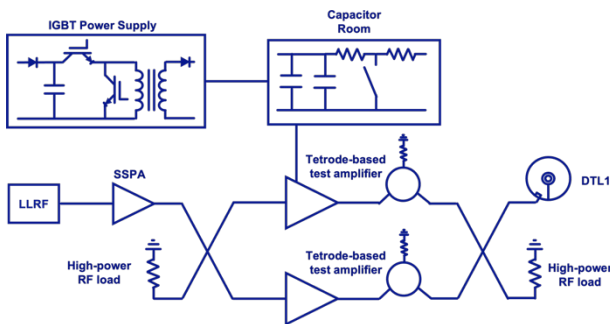 IGBT Power Supply
Capacitor
Room
Tetrode-based
test amplifier
DTL1
SSPA
LLRF
High-power
RF load
Tetrode-based
test amplifier
High-power
RF load